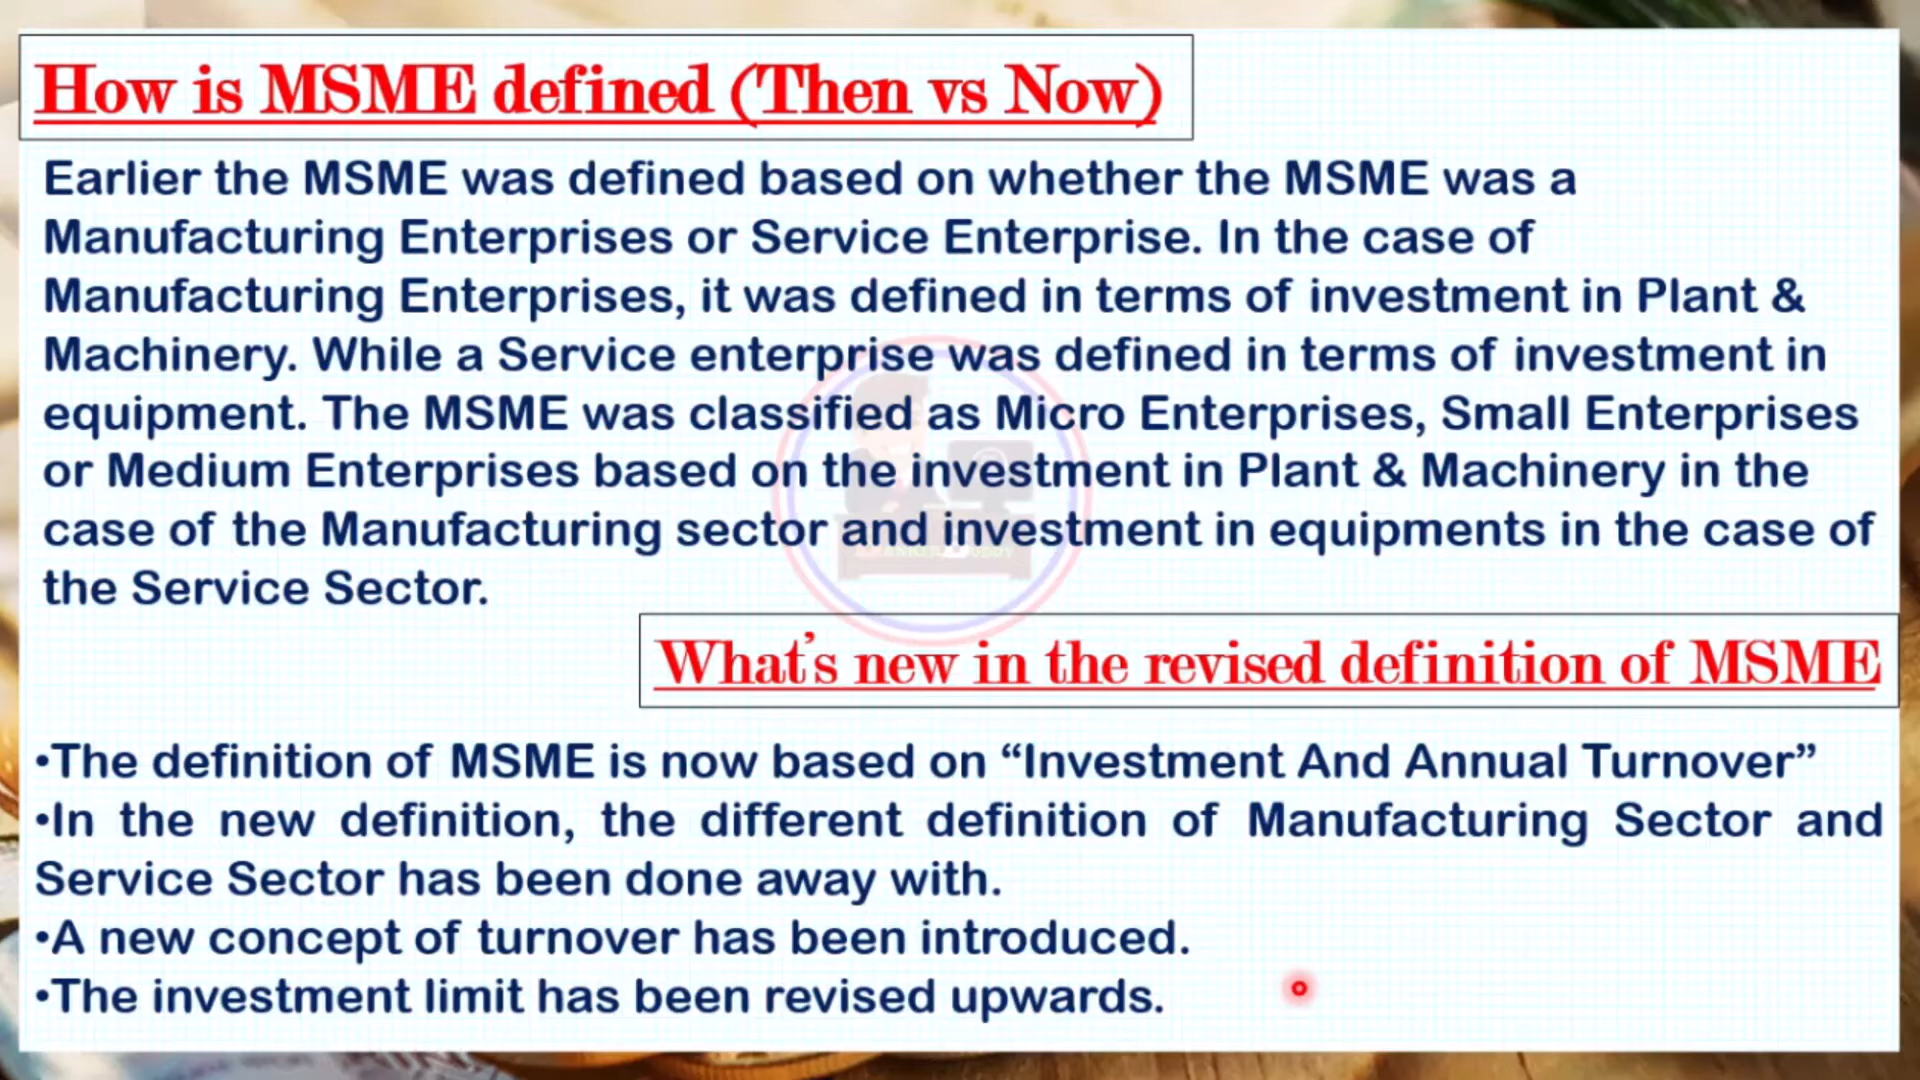 How is MSME defined (Then vs Now)
Earlier the MSME was defined based on whether the MSME was a
Manufacturing Enterprises or Service Enterprise. In the case of
Manufacturing Enterprises, it was defined in terms of investment in Plant &
Machinery. While a Service enterprise was defined in terms of investment in
equipment. The MSME was classified as Micro Enterprises, Small Enterprises
or Medium Enterprises based on the investment in Plant & Machinery in the
case of the Manufacturing sector and investment in equipments in the case of
the Service Sector.
What's new in the revised definition of MSME
•The definition of MSME is now based on “Investment And Annual Turnover”
•In the new definition, the different definition of Manufacturing Sector and
Service Sector has been done away with.
•A new concept of turnover has been introduced.
•The investment limit has been revised upwards.